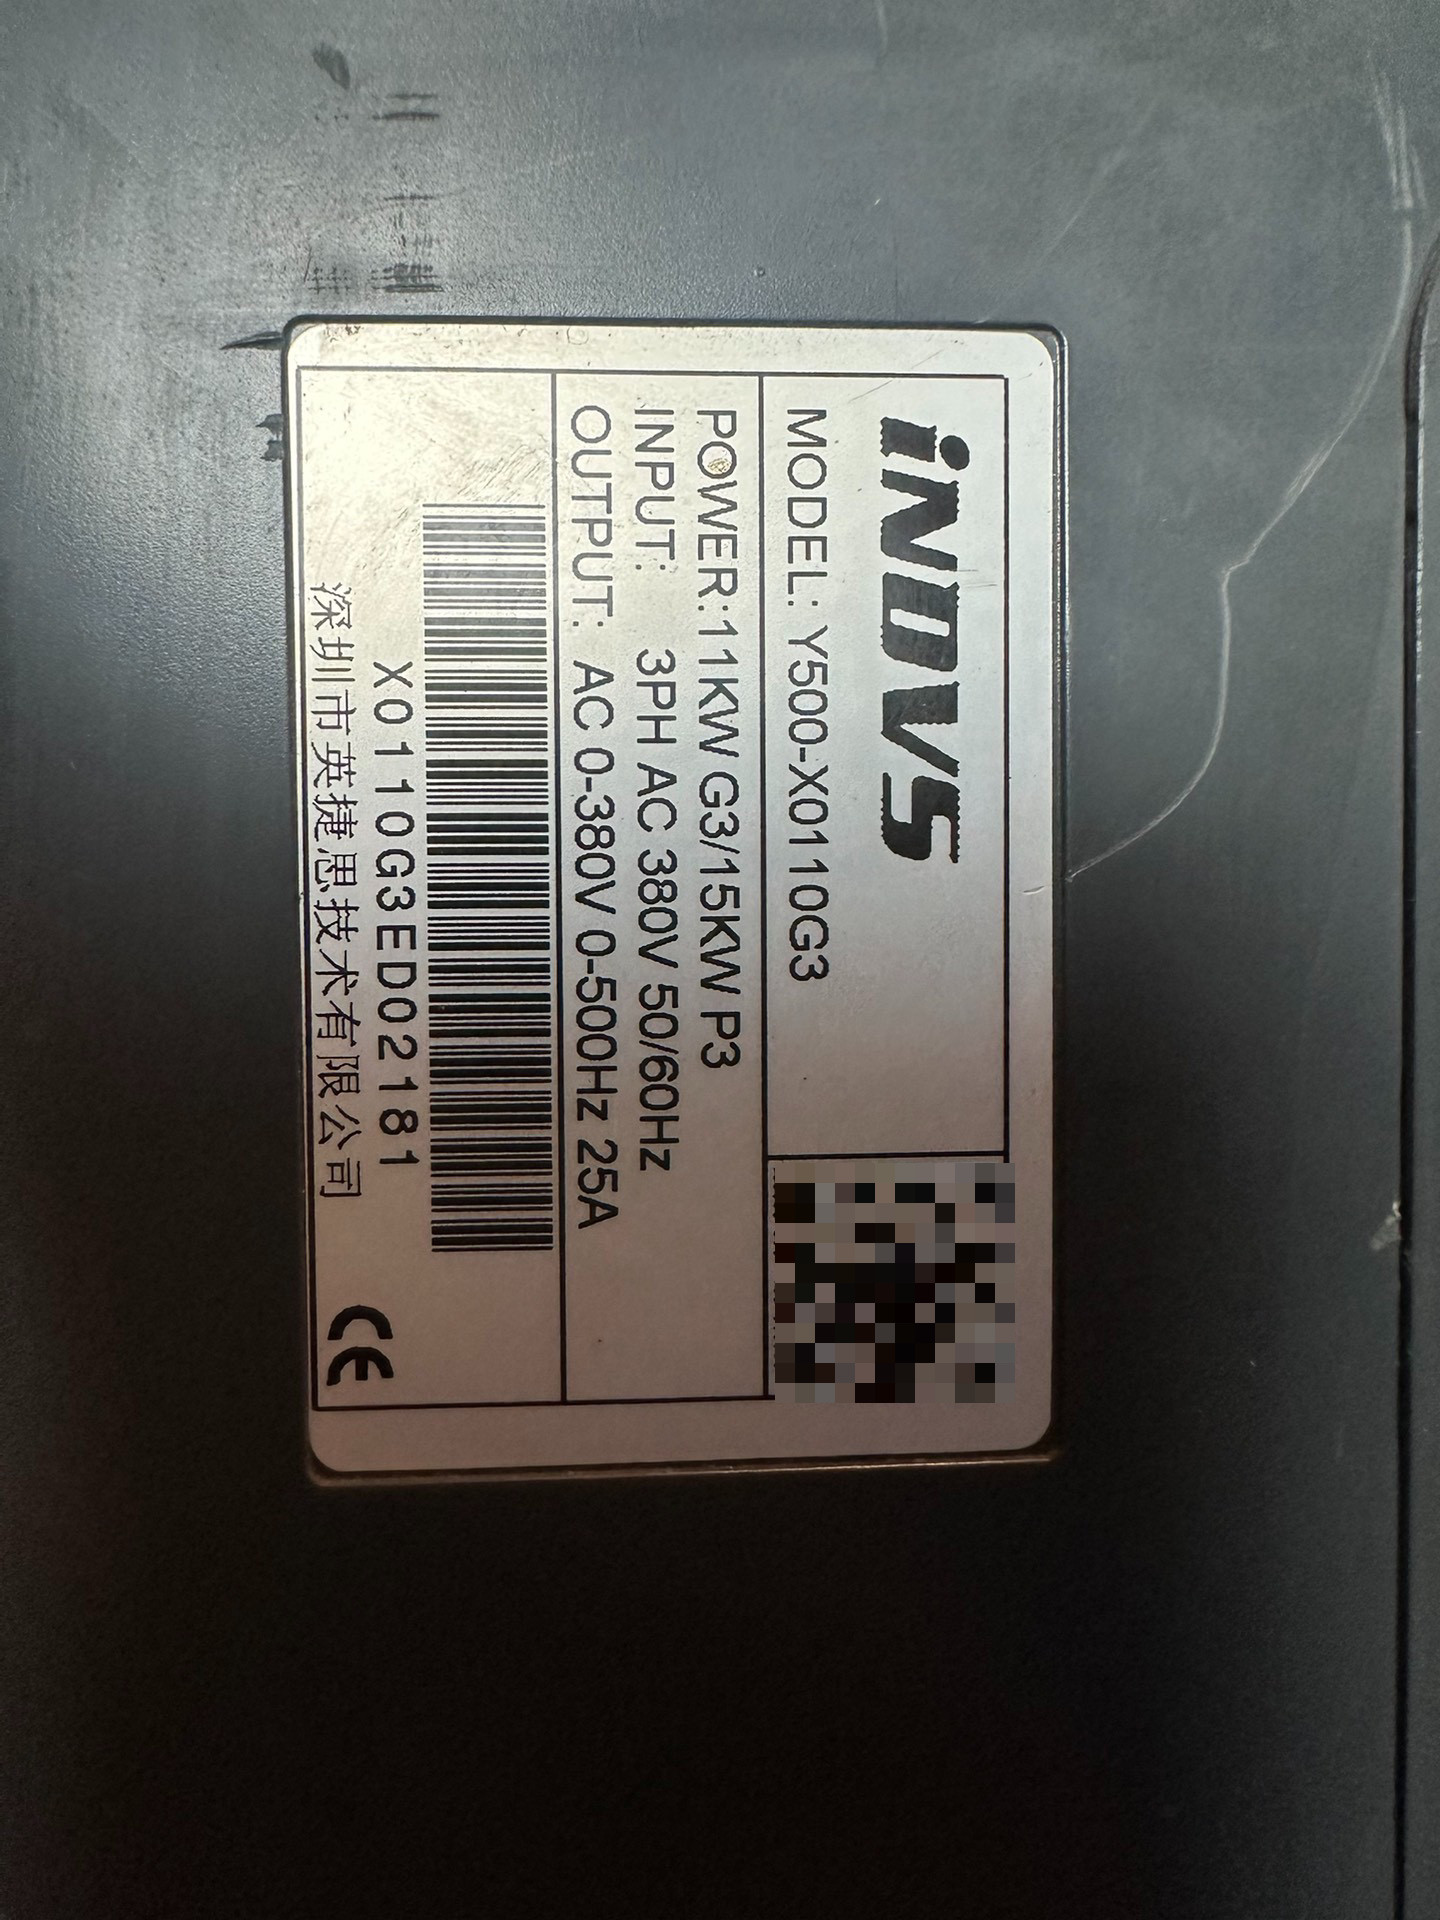 iNOVS
MODEL: Y500-X0110G3
POWER:11KW G3/15KW P3
INPUT: 3PH AC 380V 50/60Hz
OUTPUT: AC 0-380V 0-500Hz 25A
X0110G3ED02181
深圳市英捷思技术有限公司
CE